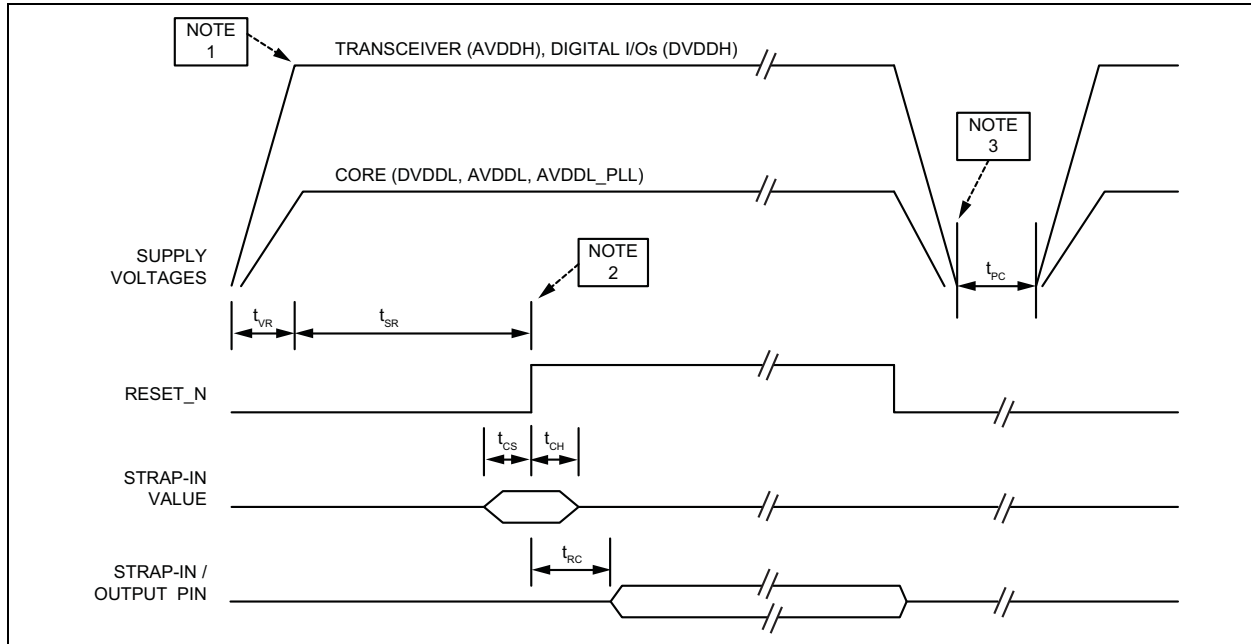 NOTE
1
TRANSCEIVER (AVDDH), DIGITAL I/Os (DVDDH)
NOTE
3
CORE (DVDDL, AVDDL, AVDDL_PLL)
NOTE
2
SUPPLY
VOLTAGES
tPC
tVR
tSR
RESET_N
tCS
tCH
STRAP-IN
VALUE
tRC
STRAP-IN /
OUTPUT PIN